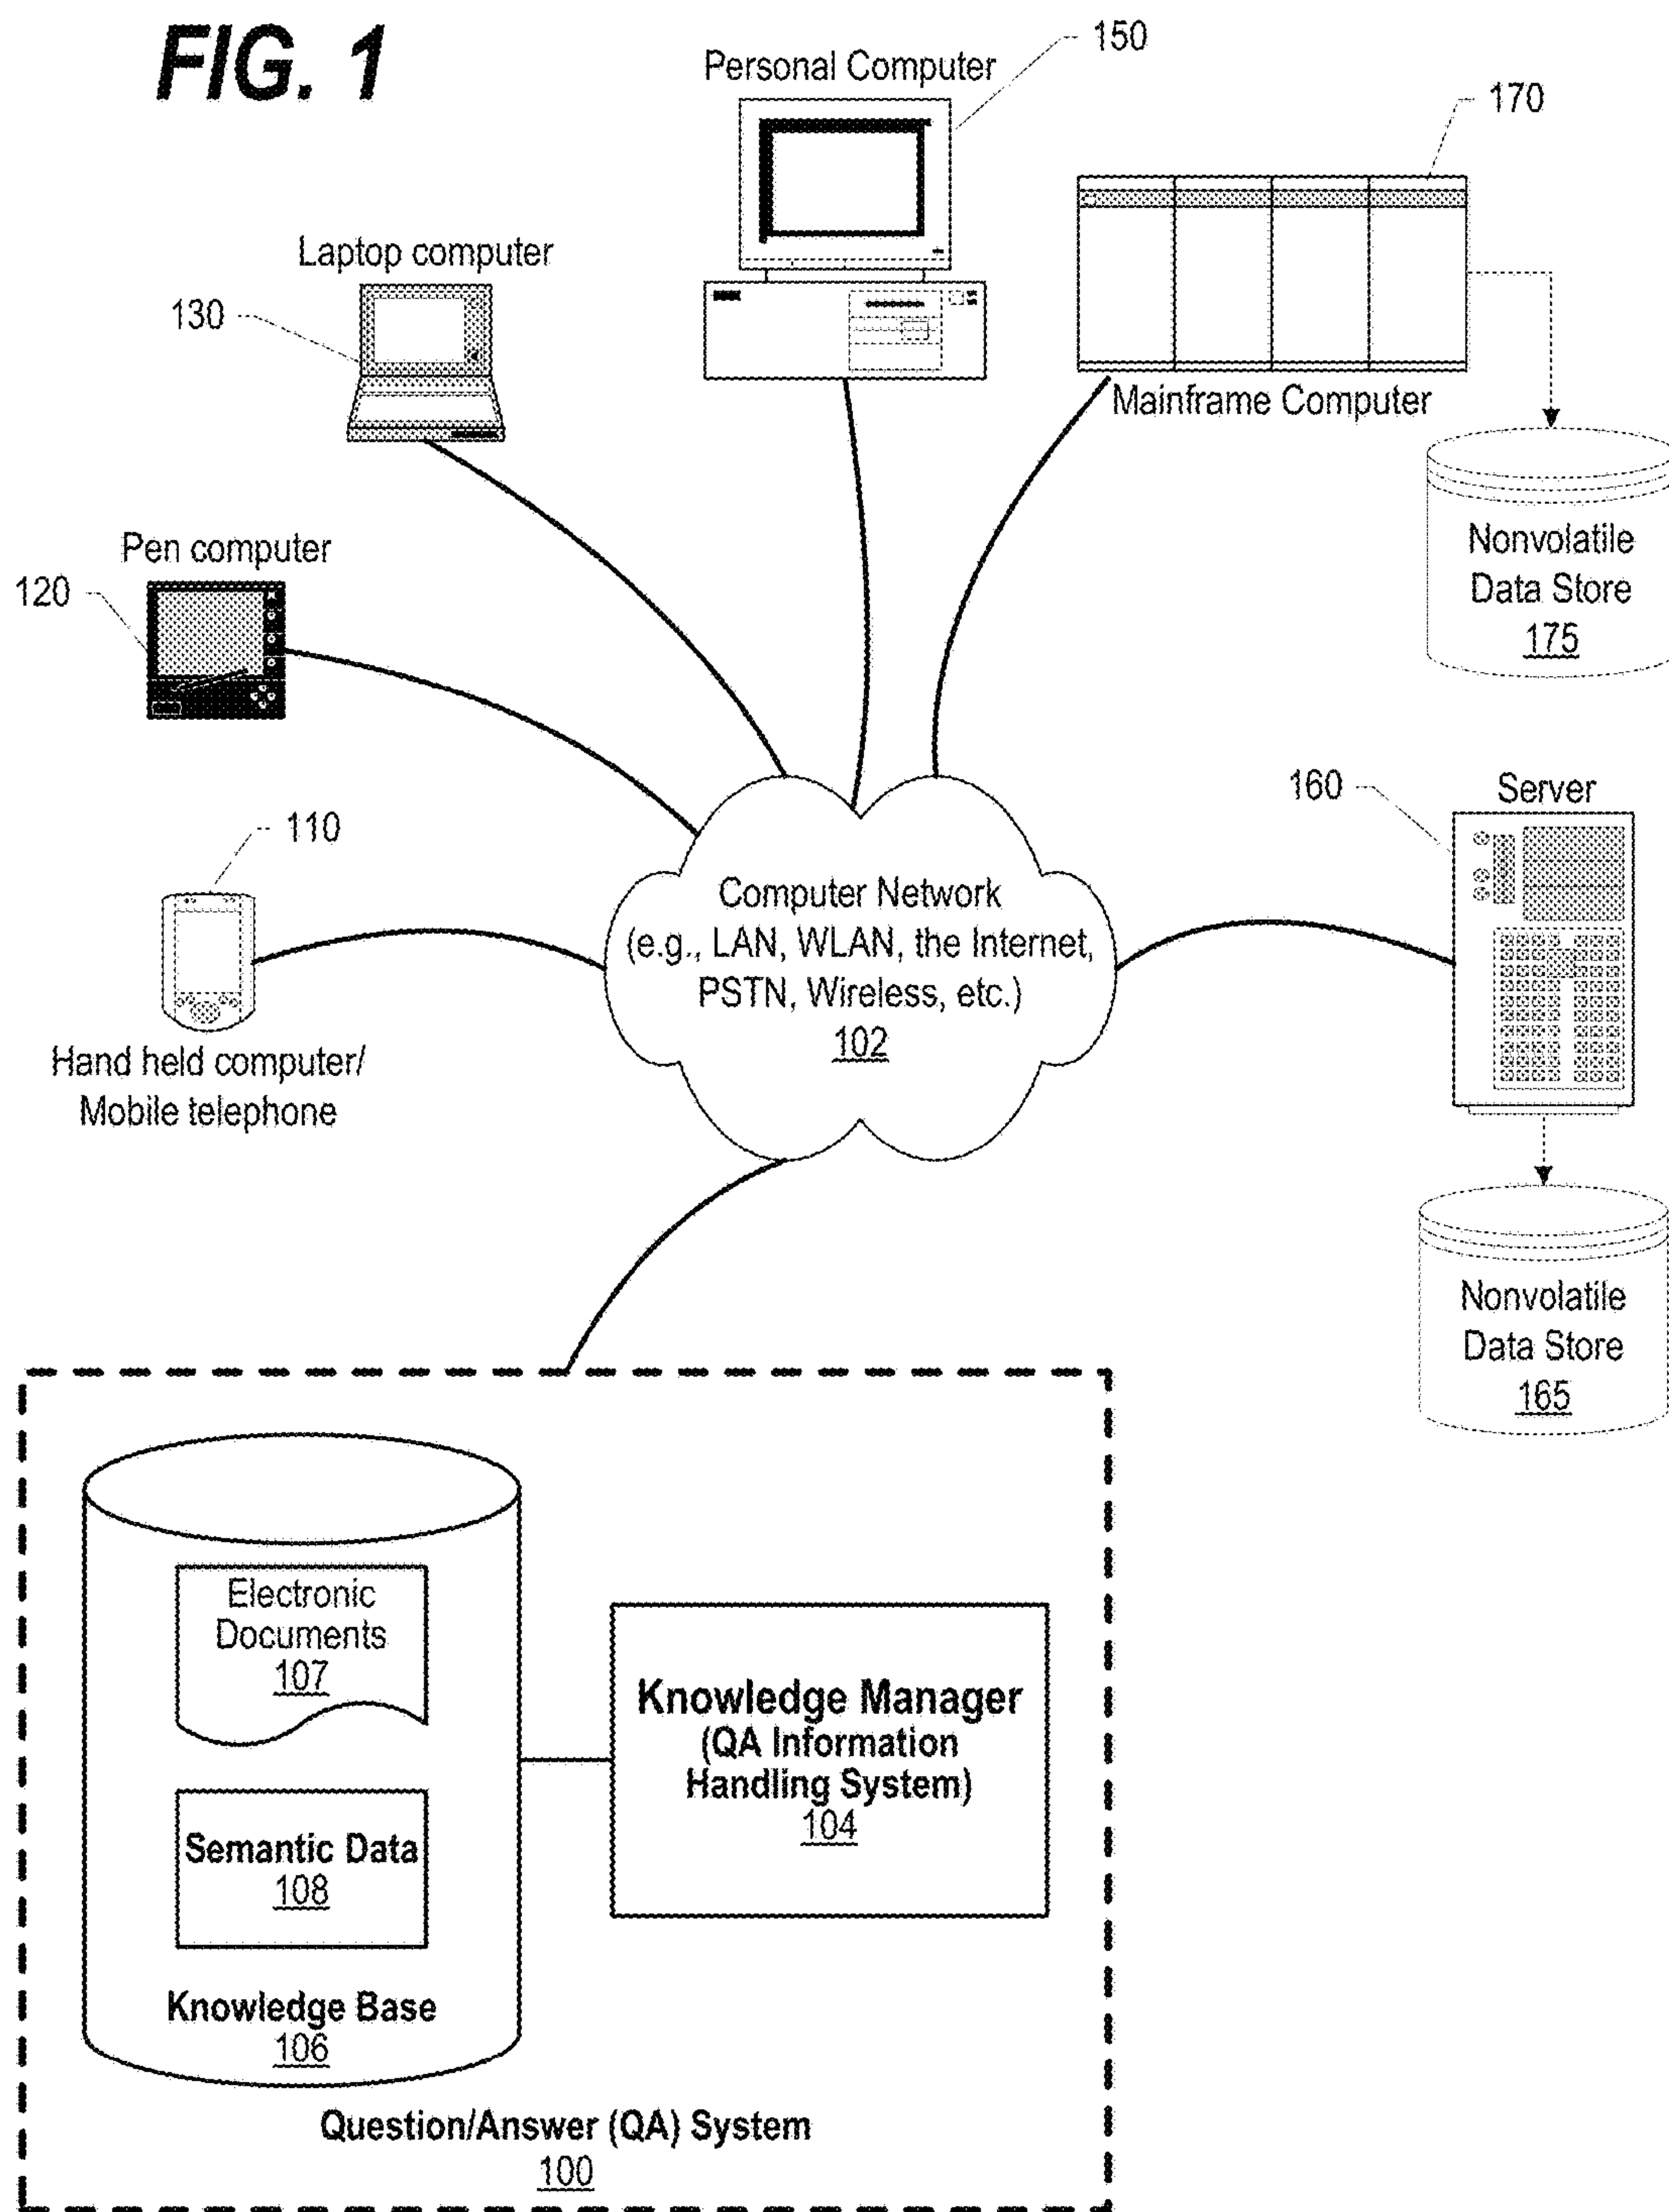 FIG. 1
Personal Computer
150
170
Laptop computer
130
Mainframe Computer
Pen computer
120
Nonvolatile
Data Store
175
110
160
Server
Computer Network
(e.g., LAN, WLAN, the Internet,
PSTN, Wireless, etc.)
102
Hand held computer/
Mobile telephone
Nonvolatile
Data Store
165
Electronic
Documents
107
Knowledge Manager
(QA Information
Handling System)
104
Semantic Data
108
Knowledge Base
106
Question/Answer (QA) System
100